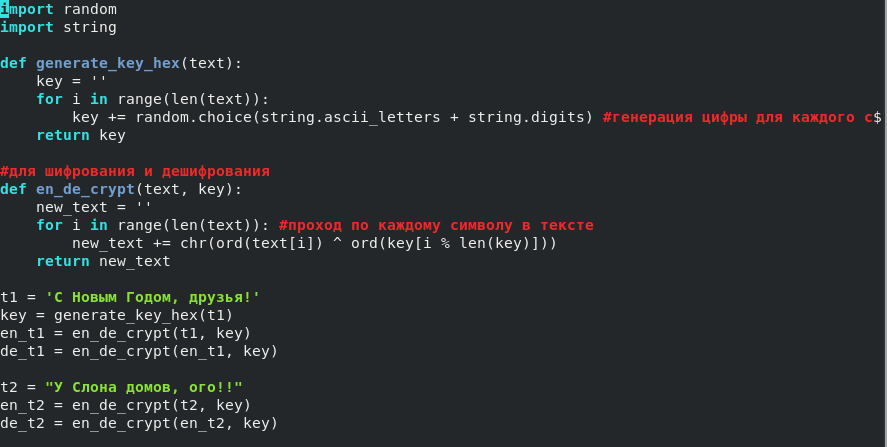 import random
import string
def generate_key_hex(text):
key = ''
for i in range(len(text)):
key += random.choice(string.ascii_letters + string.digits) #генерация цифры для каждого с$
return key
#для шифрования и дешифрования
def en_de_crypt(text, key):
new_text = ''
for i in range(len(text)): #проход по каждому символу в тексте
new_text += chr(ord(text[i]) ^ ord(key[i % len(key)]))
return new_text
t1 = 'С Новым Годом, друзья!'
key = generate_key_hex(t1)
en_t1 = en_de_crypt(t1, key)
de_t1 = en_de_crypt(en_t1, key)
t2 = "У Слона домов, ого!!"
en_t2 = en_de_crypt(t2, key)
de_t2 = en_de_crypt(en_t2, key)